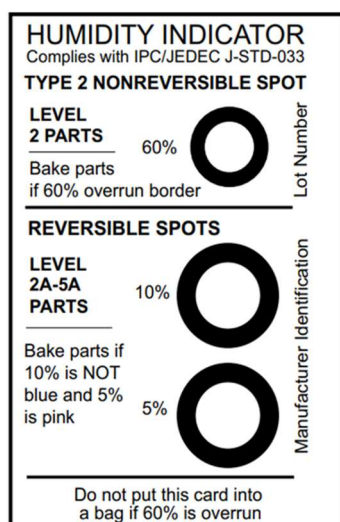 HUMIDITY INDICATOR
Complies with IPC/JEDEC J-STD-033
TYPE 2 NONREVERSIBLE SPOT
LEVEL
2 PARTS
60%
Bake parts
if 60% overrun border
Lot Number
REVERSIBLE SPOTS
LEVEL
2A-5A
PARTS
10%
Bake parts if
10% is NOT
blue and 5%
is pink
5%
Manufacturer Identification
Do not put this card into
a bag if 60% is overrun